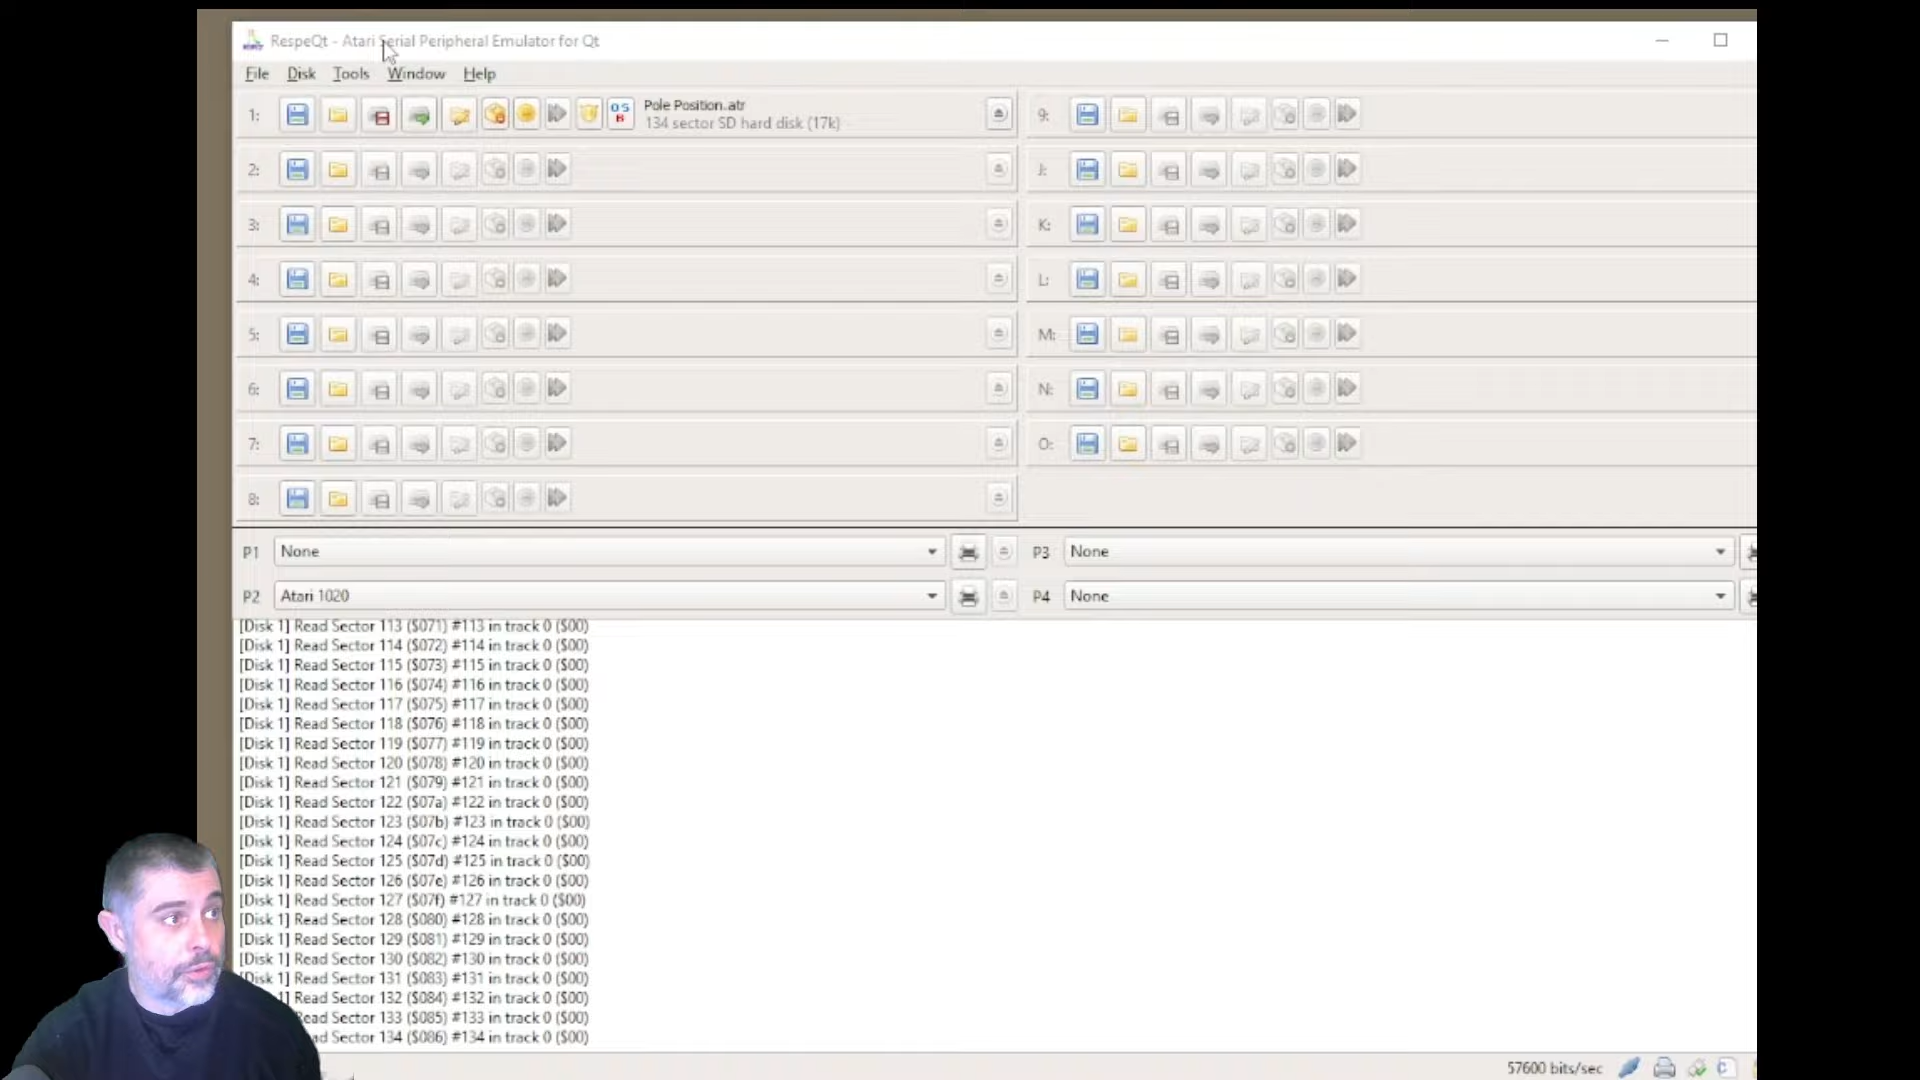 RespeQt - Atari Serial Peripheral Emulator for Qt
File Disk Tools Window Help
1: OS B Pole Position.atr
134 sector SD hard disk (17k)
9:
2:
J:
3:
K:
4:
L:
5:
M:
6:
N:
7:
O:
8:
P1 None
P3 None
P2 Atari 1020
P4 None
[Disk 1] Read Sector 113 ($071) #113 in track 0 ($00)
[Disk 1] Read Sector 114 ($072) #114 in track 0 ($00)
[Disk 1] Read Sector 115 ($073) #115 in track 0 ($00)
[Disk 1] Read Sector 116 ($074) #116 in track 0 ($00)
[Disk 1] Read Sector 117 ($075) #117 in track 0 ($00)
[Disk 1] Read Sector 118 ($076) #118 in track 0 ($00)
[Disk 1] Read Sector 119 ($077) #119 in track 0 ($00)
[Disk 1] Read Sector 120 ($078) #120 in track 0 ($00)
[Disk 1] Read Sector 121 ($079) #121 in track 0 ($00)
[Disk 1] Read Sector 122 ($07a) #122 in track 0 ($00)
[Disk 1] Read Sector 123 ($07b) #123 in track 0 ($00)
[Disk 1] Read Sector 124 ($07c) #124 in track 0 ($00)
[Disk 1] Read Sector 125 ($07d) #125 in track 0 ($00)
[Disk 1] Read Sector 126 ($07e) #126 in track 0 ($00)
[Disk 1] Read Sector 127 ($07f) #127 in track 0 ($00)
[Disk 1] Read Sector 128 ($080) #128 in track 0 ($00)
[Disk 1] Read Sector 129 ($081) #129 in track 0 ($00)
[Disk 1] Read Sector 130 ($082) #130 in track 0 ($00)
Disk 1] Read Sector 131 ($083) #131 in track 0 ($00)
1] Read Sector 132 ($084) #132 in track 0 ($00)
Read Sector 133 ($085) #133 in track 0 ($00)
ad Sector 134 ($086) #134 in track 0 ($00)
57600 bits/sec